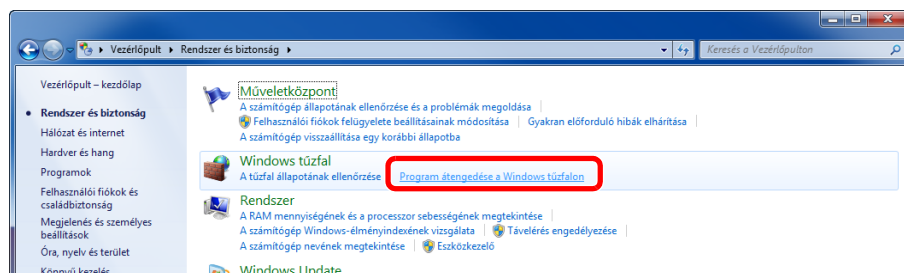 Vezérlőpult ▸ Rendszer és biztonság ▸
Keresés a Vezérlőpulton
Vezérlőpult – kezdőlap
Rendszer és biztonság
Hálózat és internet
Hardver és hang
Programok
Felhasználói fiókok és
családbiztonság
Megjelenés és személyes
beállítások
Óra, nyelv és terület
Könnyű kezelés
Műveletközpont
A számítógép állapotának ellenőrzése és a problémák megoldása
Felhasználói fiókok felügyelete beállításainak módosítása
Gyakran előforduló hibák elhárítása
A számítógép visszaállítása egy korábbi állapotba
Windows tűzfal
A tűzfal állapotának ellenőrzése
Program átengedése a Windows tűzfalon
Rendszer
A RAM mennyiségének és a processzor sebességének megtekintése
A számítógép Windows-élményindexének vizsgálata
Távelérés engedélyezése
A számítógép nevének megtekintése
Eszközkezelő
Windows Update